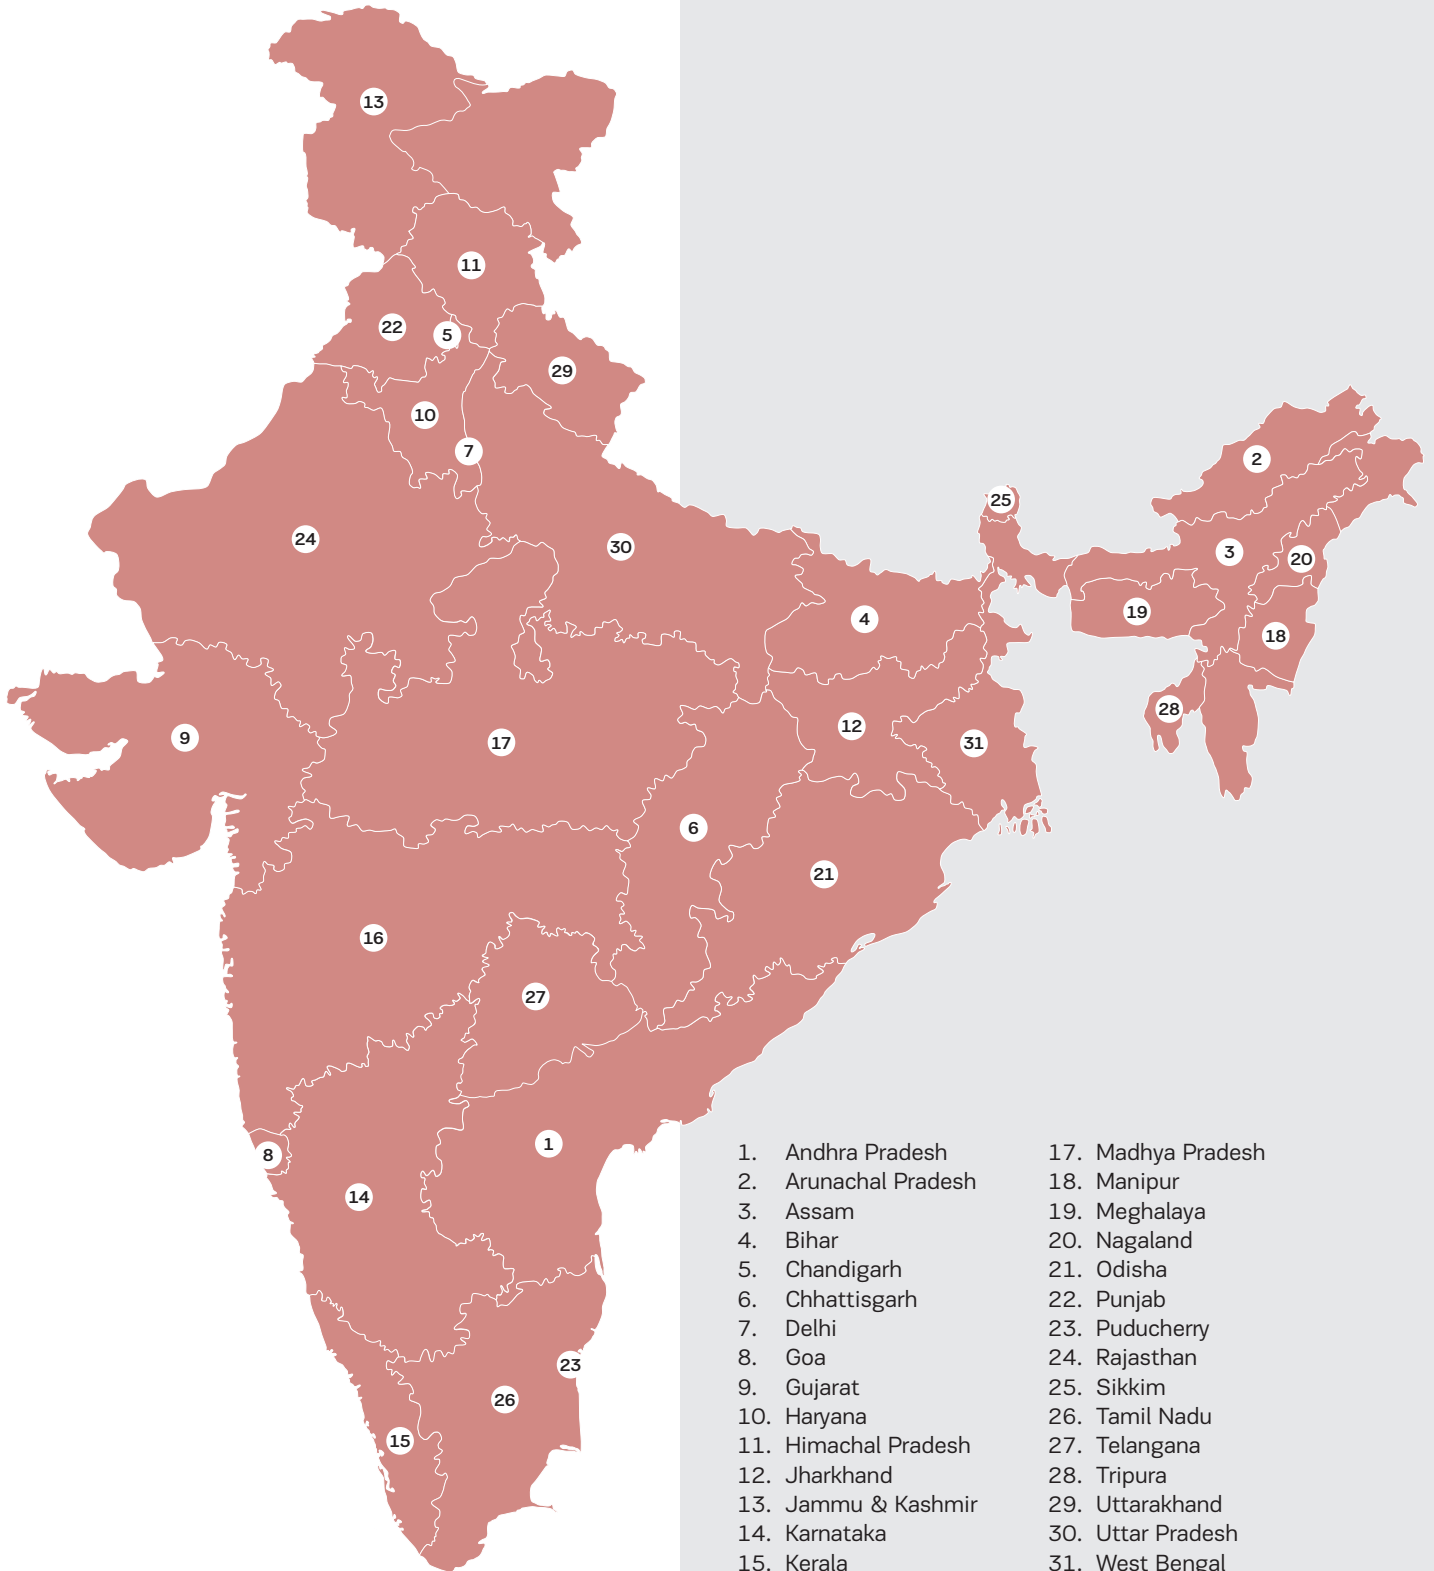 13
11
22
5
29
10
7
2
25
24
30
3
20
4
19
18
28
9
12
17
31
6
21
16
27
1
8
14
23
26
15
1. Andhra Pradesh
2. Arunachal Pradesh
3. Assam
4. Bihar
5. Chandigarh
6. Chhattisgarh
7. Delhi
8. Goa
9. Gujarat
10. Haryana
11. Himachal Pradesh
12. Jharkhand
13. Jammu & Kashmir
14. Karnataka
15. Kerala
17. Madhya Pradesh
18. Manipur
19. Meghalaya
20. Nagaland
21. Odisha
22. Punjab
23. Puducherry
24. Rajasthan
25. Sikkim
26. Tamil Nadu
27. Telangana
28. Tripura
29. Uttarakhand
30. Uttar Pradesh
31. West Bengal